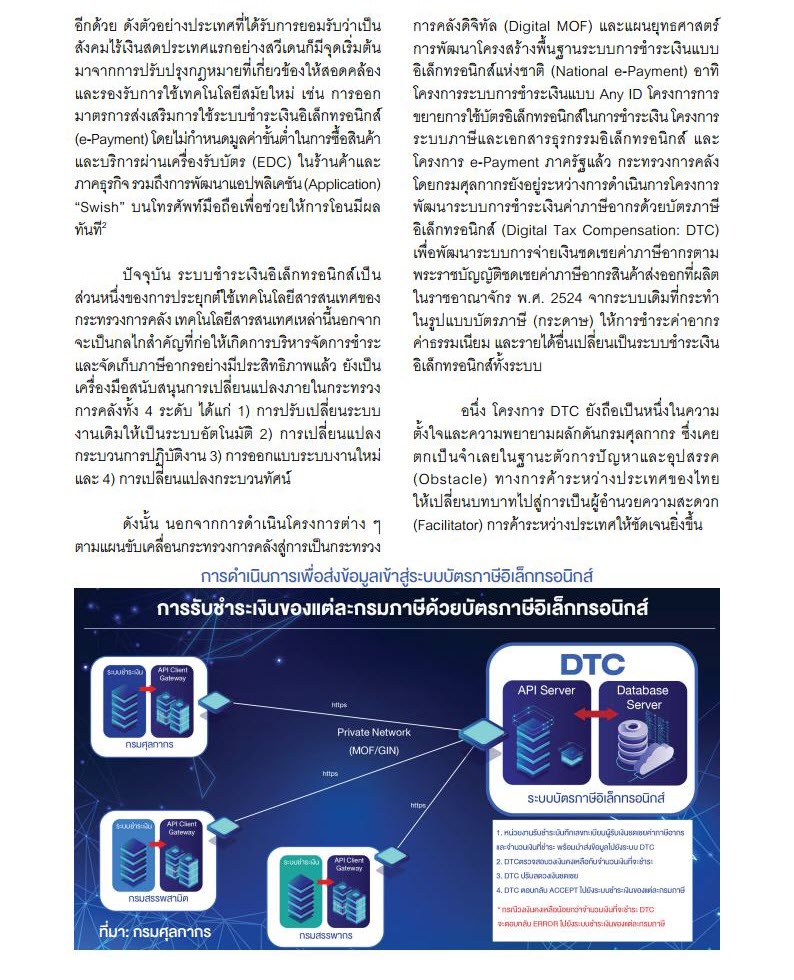 อีกด้วย ดังตัวอย่างประเทศที่ได้รับการยอมรับว่าเป็น
สังคมไร้เงินสดประเทศแรกอย่างสวีเดนก็มีจุดเริ่มต้น
มาจากการปรับปรุงกฎหมายที่เกี่ยวข้องให้สอดคล้อง
และรองรับการใช้เทคโนโลยีสมัยใหม่ เช่น การออก
มาตรการส่งเสริมการใช้ระบบชำระเงินอิเล็กทรอนิกส์
(e-Payment) โดยไม่กำหนดมูลค่าขั้นต่ำในการซื้อสินค้า
และบริการผ่านเครื่องรับบัตร (EDC) ในร้านค้าและ
ภาคธุรกิจ รวมถึงการพัฒนาแอปพลิเคชัน (Application)
“Swish” บนโทรศัพท์มือถือเพื่อช่วยให้การโอนมีผล
ทันที²
ปัจจุบัน ระบบชำระเงินอิเล็กทรอนิกส์เป็น
ส่วนหนึ่งของการประยุกต์ใช้เทคโนโลยีสารสนเทศของ
กระทรวงการคลัง เทคโนโลยีสารสนเทศเหล่านี้นอกจาก
จะเป็นกลไกสำคัญที่ก่อให้เกิดการบริหารจัดการชำระ
และจัดเก็บภาษีอากรอย่างมีประสิทธิภาพแล้ว ยังเป็น
เครื่องมือสนับสนุนการเปลี่ยนแปลงภายในกระทรวง
การคลังทั้ง 4 ระดับ ได้แก่ 1) การปรับเปลี่ยนระบบ
งานเดิมให้เป็นระบบอัตโนมัติ 2) การเปลี่ยนแปลง
กระบวนการปฏิบัติงาน 3) การออกแบบระบบงานใหม่
และ 4) การเปลี่ยนแปลงกระบวนทัศน์
ดังนั้น นอกจากการดำเนินโครงการต่าง ๆ
ตามแผนขับเคลื่อนกระทรวงการคลังสู่การเป็นกระทรวง
การคลังดิจิทัล (Digital MOF) และแผนยุทธศาสตร์
การพัฒนาโครงสร้างพื้นฐานระบบการชำระเงินแบบ
อิเล็กทรอนิกส์แห่งชาติ (National e-Payment) อาทิ
โครงการระบบการชำระเงินแบบ Any ID โครงการการ
ขยายการใช้บัตรอิเล็กทรอนิกส์ในการชำระเงิน โครงการ
ระบบภาษีและเอกสารธุรกรรมอิเล็กทรอนิกส์ และ
โครงการ e-Payment ภาครัฐแล้ว กระทรวงการคลัง
โดยกรมศุลกากรยังอยู่ระหว่างการดำเนินการโครงการ
พัฒนาระบบการชำระเงินค่าภาษีอากรด้วยบัตรภาษี
อิเล็กทรอนิกส์ (Digital Tax Compensation: DTC)
เพื่อพัฒนาระบบการจ่ายเงินชดเชยค่าภาษีอากรตาม
พระราชบัญญัติชดเชยค่าภาษีอากรสินค้าส่งออกที่ผลิต
ในราชอาณาจักร พ.ศ. 2524 จากระบบเดิมที่กระทำ
ในรูปแบบบัตรภาษี (กระดาษ) ให้การชำระค่าอากร
ค่าธรรมเนียม และรายได้อื่นเปลี่ยนเป็นระบบชำระเงิน
อิเล็กทรอนิกส์ทั้งระบบ
อนึ่ง โครงการ DTC ยังถือเป็นหนึ่งในความ
ตั้งใจและความพยายามผลักดันกรมศุลกากร ซึ่งเคย
ตกเป็นจำเลยในฐานะตัวการปัญหาและอุปสรรค
(Obstacle) ทางการค้าระหว่างประเทศของไทย
ให้เปลี่ยนบทบาทไปสู่การเป็นผู้อำนวยความสะดวก
(Facilitator) การค้าระหว่างประเทศให้ชัดเจนยิ่งขึ้น
การดำเนินการเพื่อส่งข้อมูลเข้าสู่ระบบบัตรภาษีอิเล็กทรอนิกส์
การรับชำระเงินของแต่ละกรมภาษีด้วยบัตรภาษีอิเล็กทรอนิกส์
ระบบชำระเงิน
API Client
Gateway
กรมศุลกากร
https
Private Network
(MOF/GIN)
https
https
DTC
API Server
Database
Server
ระบบบัตรภาษีอิเล็กทรอนิกส์
ระบบชำระเงิน
API Client
Gateway
กรมสรรพสามิต
ระบบชำระเงิน
API Client
Gateway
กรมสรรพากร
1. หน่วยงานรับชำระบันทึกเลขทะเบียนผู้รับเงินชดเชยค่าภาษีอากร
และจำนวนเงินที่ชำระ พร้อมนำส่งข้อมูลไปยังระบบ DTC
2. DTCตรวจสอบวงเงินคงเหลือกับจำนวนเงินที่จะชำระ
3. DTC ปรับลดวงเงินชดเชย
4. DTC ตอบกลับ ACCEPT ไปยังระบบชำระเงินของแต่ละกรมภาษี
* กรณีวงเงินคงเหลือน้อยกว่าจำนวนเงินที่จะชำระ DTC
จะตอบกลับ ERROR ไปยังระบบชำระเงินของแต่ละกรมภาษี
ที่มา: กรมศุลกากร